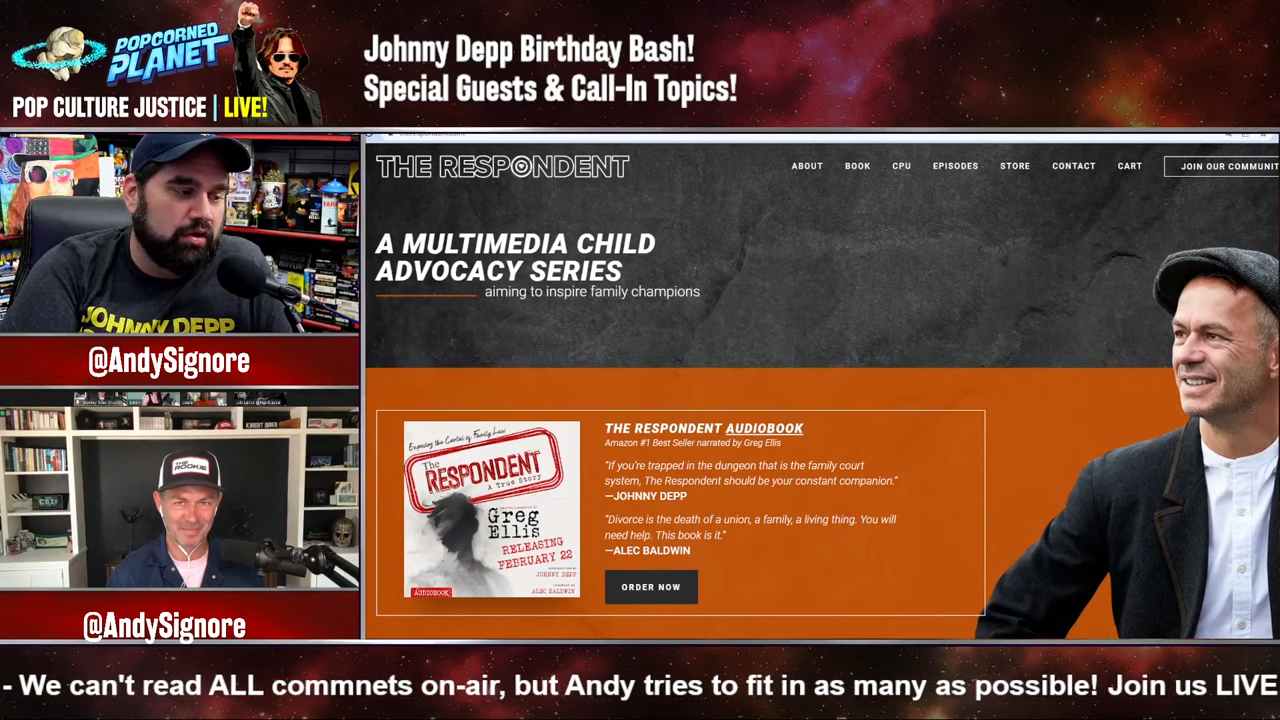 POPCORNED
PLANET
POP CULTURE JUSTICE | LIVE!
Johnny Depp Birthday Bash!
Special Guests & Call-In Topics!
JOHNNY DEPP
@AndySignore
THE ROOKIE
@AndySignore
THE RESPONDENT
ABOUT BOOK CPU EPISODES STORE CONTACT CART JOIN OUR COMMUNIT
A MULTIMEDIA CHILD
ADVOCACY SERIES
aiming to inspire family champions
Exposing the Cartel of Family Law
The
RESPONDENT
A True Story
Greg
Ellis
RELEASING
FEBRUARY 22
JOHNNY DEPP
ALEC BALDWIN
AUDIOBOOK
THE RESPONDENT AUDIOBOOK
Amazon #1 Best Seller narrated by Greg Ellis
"If you're trapped in the dungeon that is the family court
system, The Respondent should be your constant companion."
—JOHNNY DEPP
"Divorce is the death of a union, a family, a living thing. You will
need help. This book is it."
—ALEC BALDWIN
ORDER NOW
- We can't read ALL commnets on-air, but Andy tries to fit in as many as possible! Join us LIVE